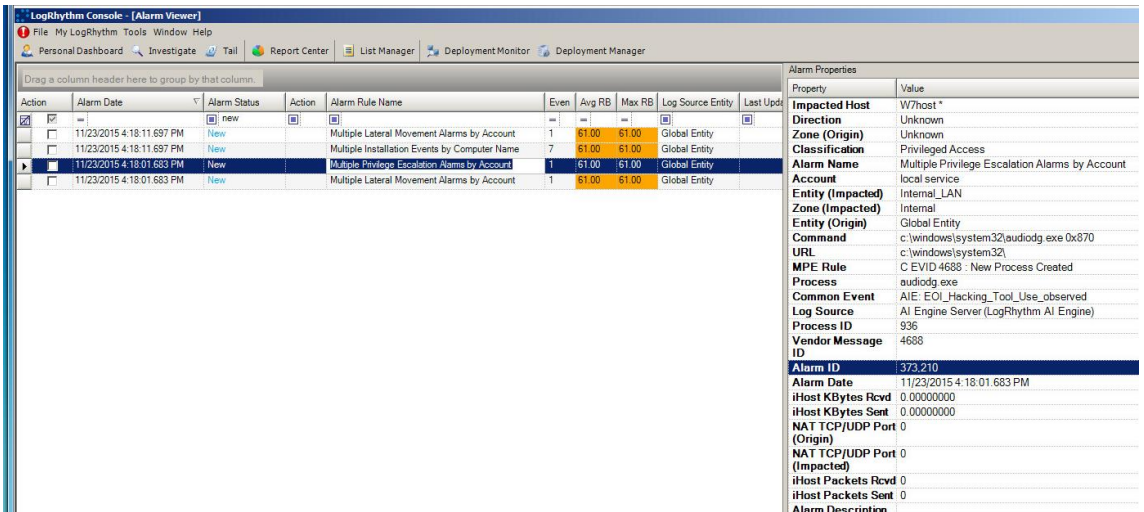 LogRhythm Console - [Alarm Viewer]
File My LogRhythm Tools Window Help
Personal Dashboard Investigate Tail Report Center List Manager Deployment Monitor Deployment Manager
Drag a column header here to group by that column.
Action Alarm Date Alarm Status Action Alarm Rule Name Even Avg RB Max RB Log Source Entity Last Upda
= new = = =
11/23/2015 4:18:11.697 PM New Multiple Lateral Movement Alarms by Account 1 61.00 61.00 Global Entity
11/23/2015 4:18:11.697 PM New Multiple Installation Events by Computer Name 7 61.00 61.00 Global Entity
11/23/2015 4:18:01.683 PM New Multiple Privilege Escalation Alarms by Account 1 61.00 61.00 Global Entity
11/23/2015 4:18:01.683 PM New Multiple Lateral Movement Alarms by Account 1 61.00 61.00 Global Entity
Alarm Properties
Property Value
Impacted Host W7host *
Direction Unknown
Zone (Origin) Unknown
Classification Privileged Access
Alarm Name Multiple Privilege Escalation Alarms by Account
Account local service
Entity (Impacted) Internal_LAN
Zone (Impacted) Internal
Entity (Origin) Global Entity
Command c:\windows\system32\audiodg.exe 0x870
URL c:\windows\system32\
MPE Rule C EVID 4688 : New Process Created
Process audiodg.exe
Common Event AIE: EOI_Hacking_Tool_Use_observed
Log Source AI Engine Server (LogRhythm AI Engine)
Process ID 936
Vendor Message 4688
ID
Alarm ID 373,210
Alarm Date 11/23/2015 4:18:01.683 PM
iHost KBytes Rcvd 0.00000000
iHost KBytes Sent 0.00000000
NAT TCP/UDP Port 0
(Origin)
NAT TCP/UDP Port 0
(Impacted)
iHost Packets Rcvd 0
iHost Packets Sent 0
Alarm Description